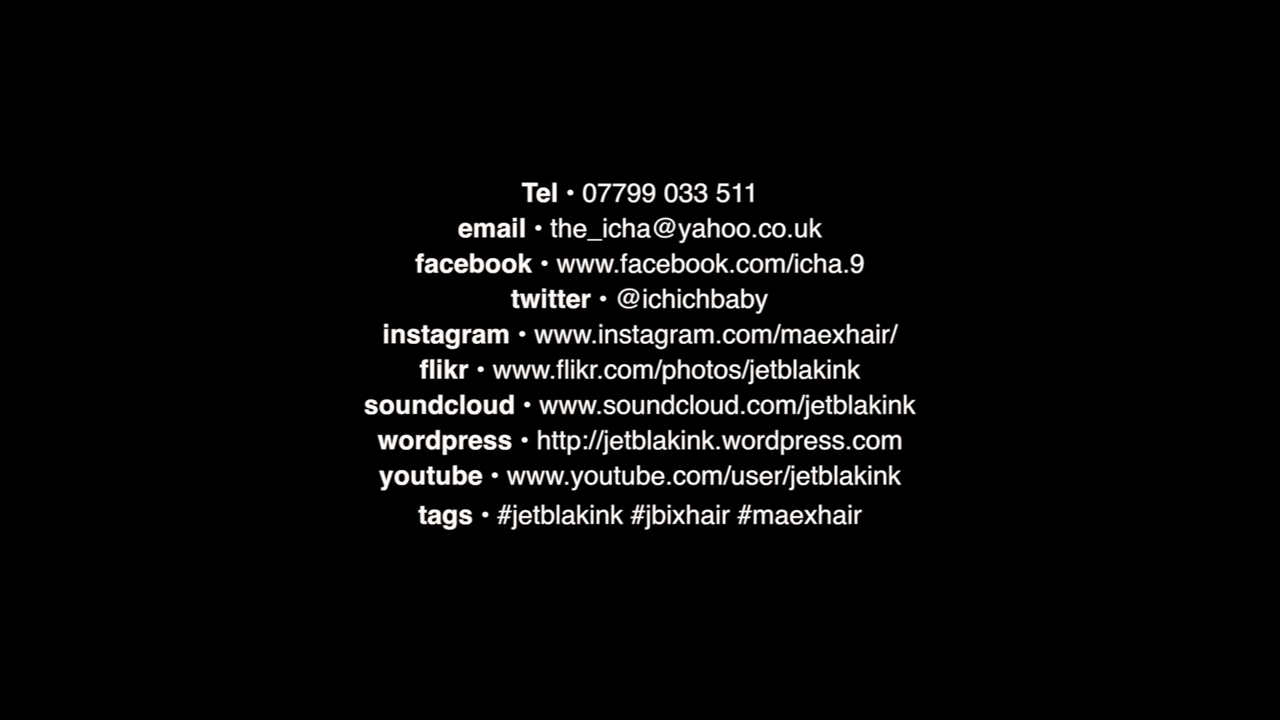 Tel • 07799 033 511
email • the_icha@yahoo.co.uk
facebook • www.facebook.com/icha.9
twitter • @ichichbaby
instagram • www.instagram.com/maexhair/
flikr • www.flikr.com/photos/jetblakink
soundcloud • www.soundcloud.com/jetblakink
wordpress • http://jetblakink.wordpress.com
youtube • www.youtube.com/user/jetblakink
tags • #jetblakink #jbixhair #maexhair